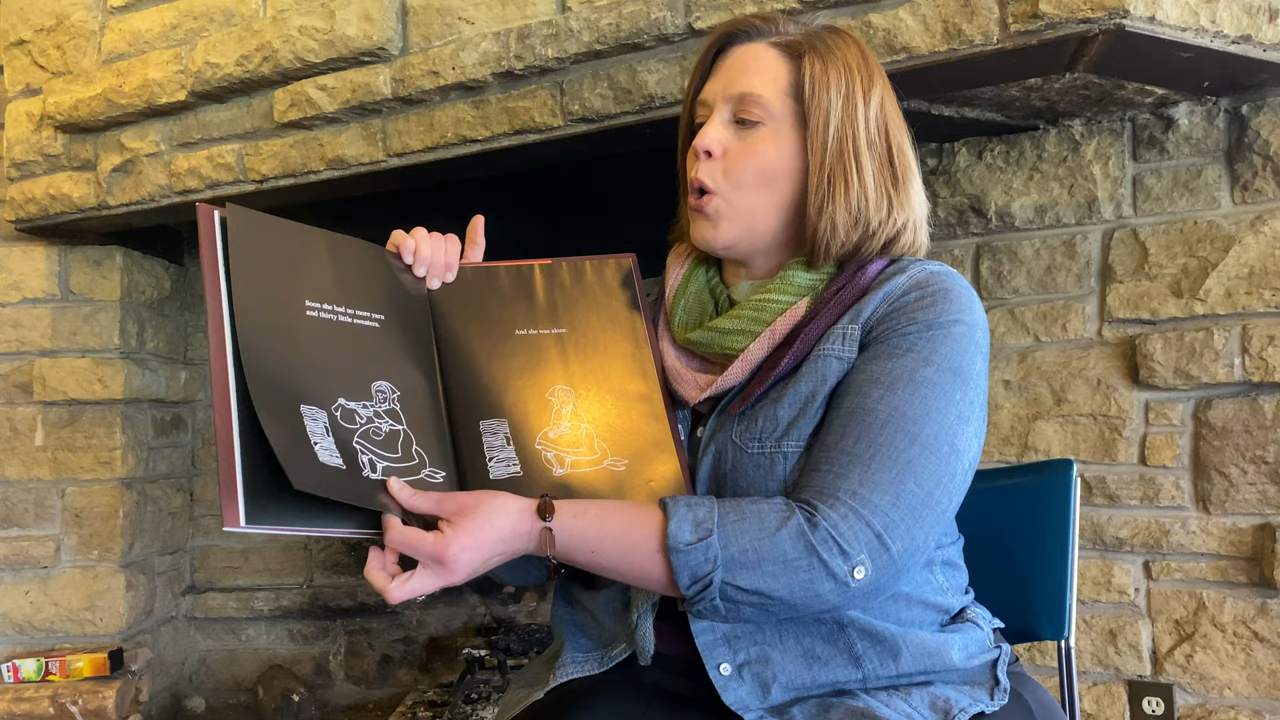 Soon she had no more yarn
and thirty little sweaters.
And she was alone.